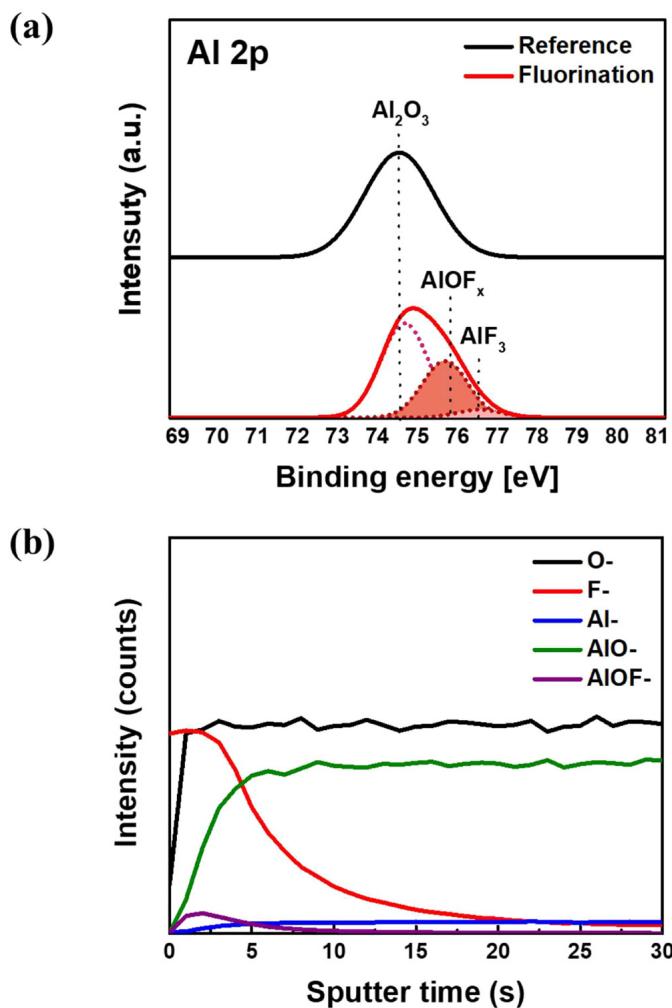 (a)
Al 2p
Reference
Fluorination
Al2O3
AlOFx
AlF3
Intensuty (a.u.)
69 70 71 72 73 74 75 76 77 78 79 80 81
Binding energy [eV]
(b)
O-
F-
Al-
AlO-
AlOF-
Intensity (counts)
0 5 10 15 20 25 30
Sputter time (s)